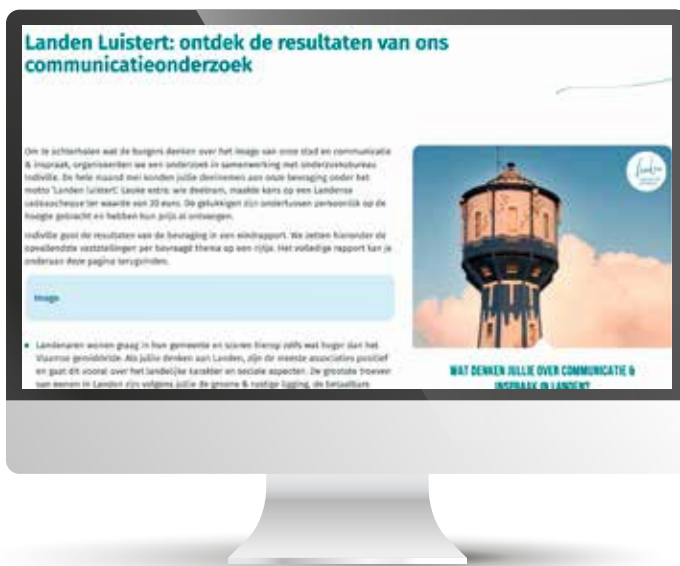 Landen Luistert: ontdek de resultaten van ons
communicatieonderzoek
Om te achterhalen wat de burgers denken over het imago van onze stad en communicatie
& inspraak, organiseerden we een onderzoek in samenwerking met onderzoeksbureau
Indiville. De hele maand mei konden jullie deelnemen aan onze bevraging onder het
motto 'Landen luistert'. Leuke extra: wie deelnam, maakte kans op een Landense
cadeaucheque ter waarde van 20 euro. De gelukkigen zijn ondertussen persoonlijk op de
hoogte gebracht en hebben hun prijs al ontvangen.
Indiville goot de resultaten van de bevraging in een eindrapport. We zetten hieronder de
opvallendste vaststellingen per bevraagd thema op een rijtje. Het volledige rapport kan je
onderaan deze pagina terugvinden.
Imago
Landenaren wonen graag in hun gemeente en scoren hierop zelfs wat hoger dan het
Vlaamse gemiddelde. Als jullie denken aan Landen, zijn de meeste associaties positief
en gaat dit vooral over het landelijke karakter en sociale aspecten. De grootste troeven
van wonen in Landen zijn volgens jullie de groene & rustige ligging, de betaalbare
WAT DENKEN JULLIE OVER COMMUNICATIE &
INSPRAAK IN LANDEN?